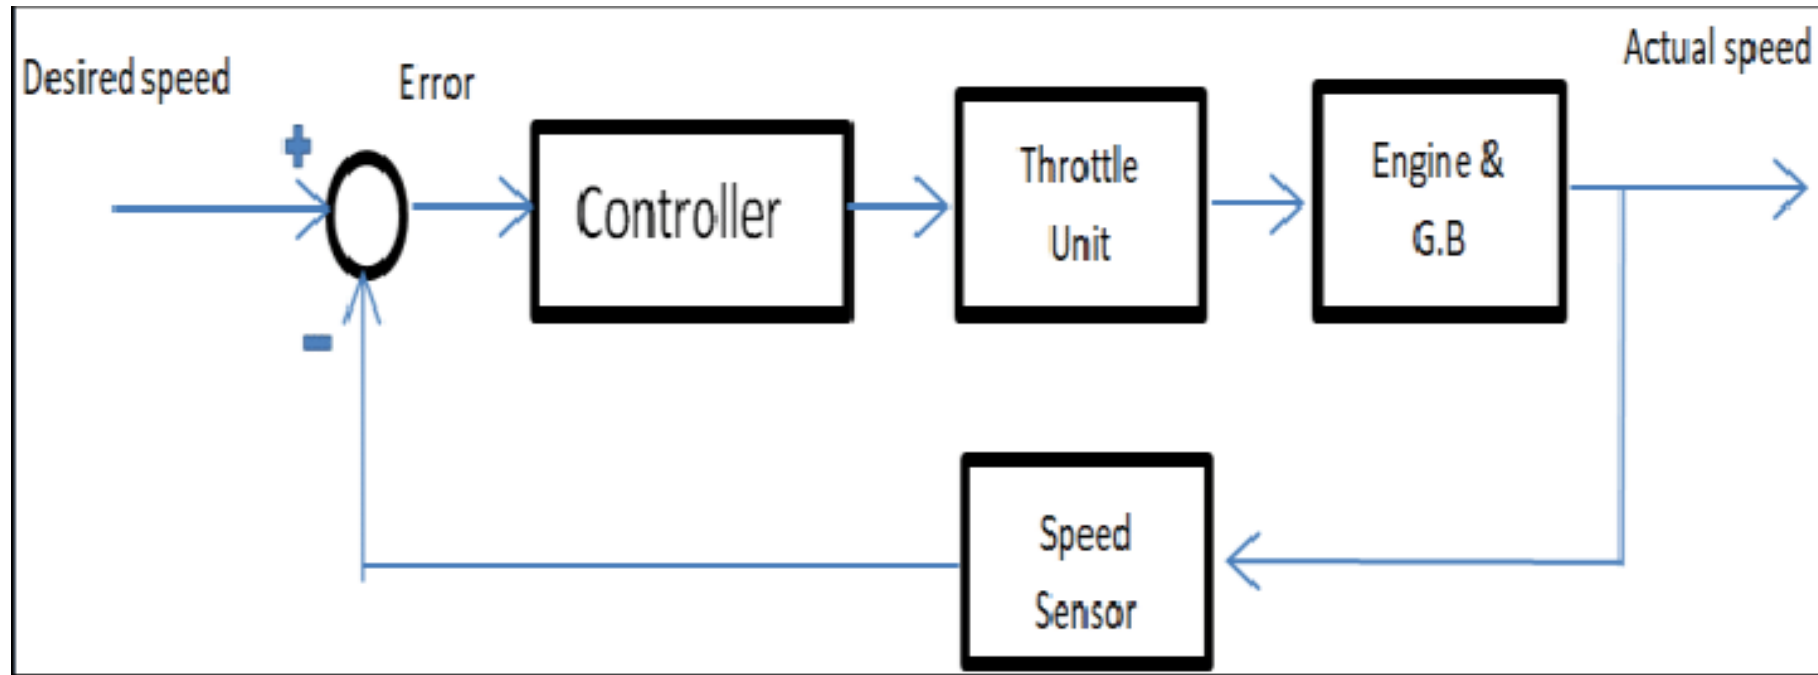 Desired speed
Error
Actual speed
+
Controller
Throttle
Unit
Engine &
G.B
-
Speed
Sensor